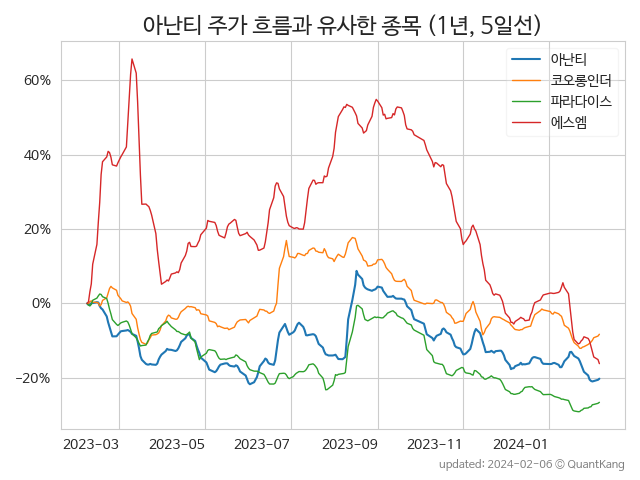 아난티 주가 흐름과 유사한 종목 (1년, 5일선)
아난티
코오롱인더
파라다이스
에스엠
60%
40%
20%
0%
−20%
2023-03 2023-05 2023-07 2023-09 2023-11 2024-01
updated: 2024-02-06 © QuantKang